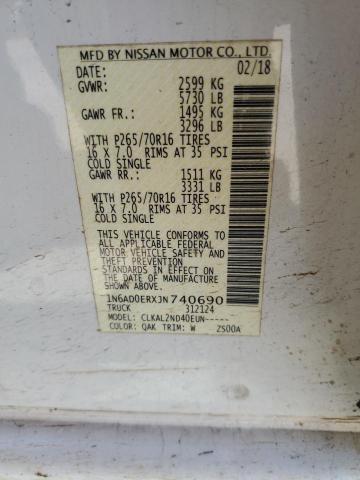 MFD BY NISSAN MOTOR CO., LTD.
DATE: 02/18
GVWR: 2599 KG
5730 LB
GAWR FR.: 1495 KG
3296 LB
WITH P265/70R16 TIRES
16 X 7.0 RIMS AT 35 PSI
COLD SINGLE
GAWR RR.: 1511 KG
3331 LB
WITH P265/70R16 TIRES
16 X 7.0 RIMS AT 35 PSI
COLD SINGLE
THIS VEHICLE CONFORMS TO
ALL APPLICABLE FEDERAL
MOTOR VEHICLE SAFETY
AND THEFT PREVENTION
STANDARDS IN EFFECT ON
THE DATE OF MANUFACTURE
SHOWN ABOVE.
1N6AD0ERXJN740690
TRUCK 312124
MODEL: CLKAL2ND40EUN-----
COLOR: QAK TRIM: W ZS00A